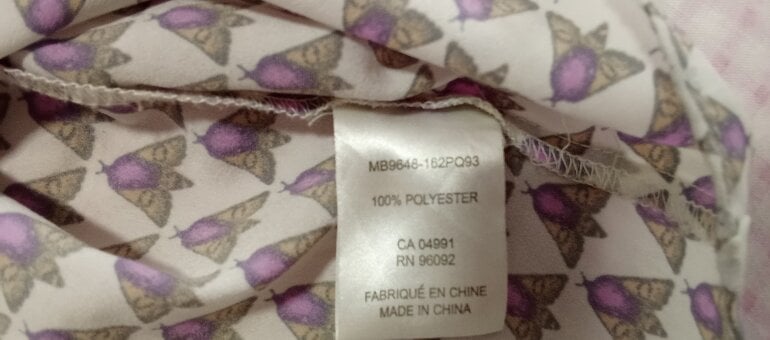 MB9648-162PQ93
100% POLYESTER
CA 04991
RN 96092
FABRIQUÉ EN CHINE
MADE IN CHINA